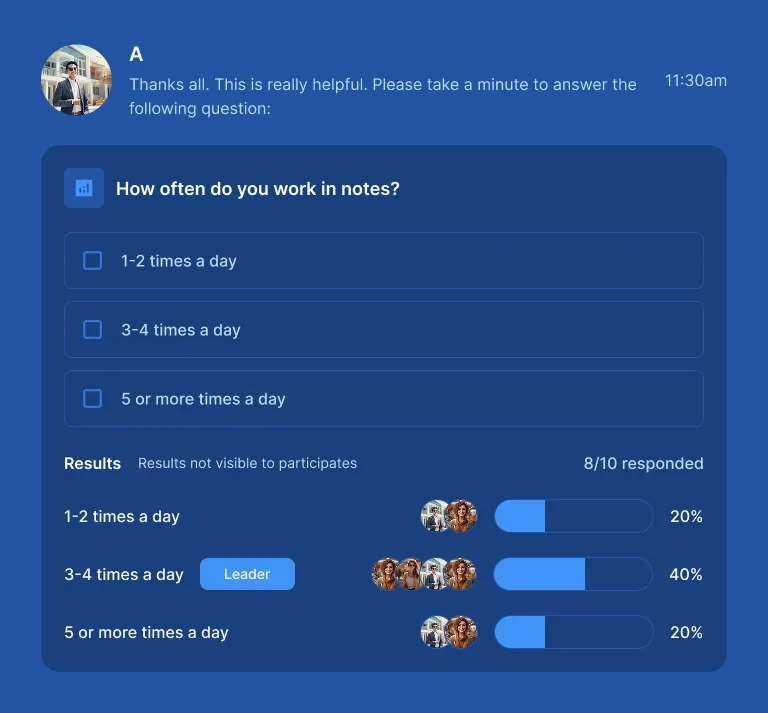 A
Thanks all. This is really helpful. Please take a minute to answer the
11:30am
following question:
How often do you work in notes?
1-2 times a day
3-4 times a day
5 or more times a day
Results Results not visible to participates 8/10 responded
1-2 times a day 20%
3-4 times a day Leader 40%
5 or more times a day 20%